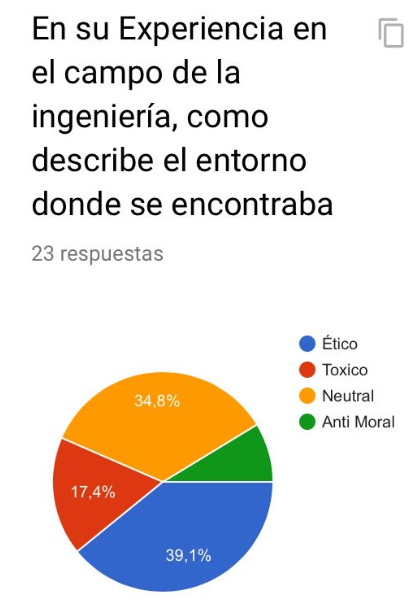 En su Experiencia en
el campo de la
ingeniería, como
describe el entorno
donde se encontraba
23 respuestas
Ético
Toxico
Neutral
Anti Moral
34,8%
17,4%
39,1%